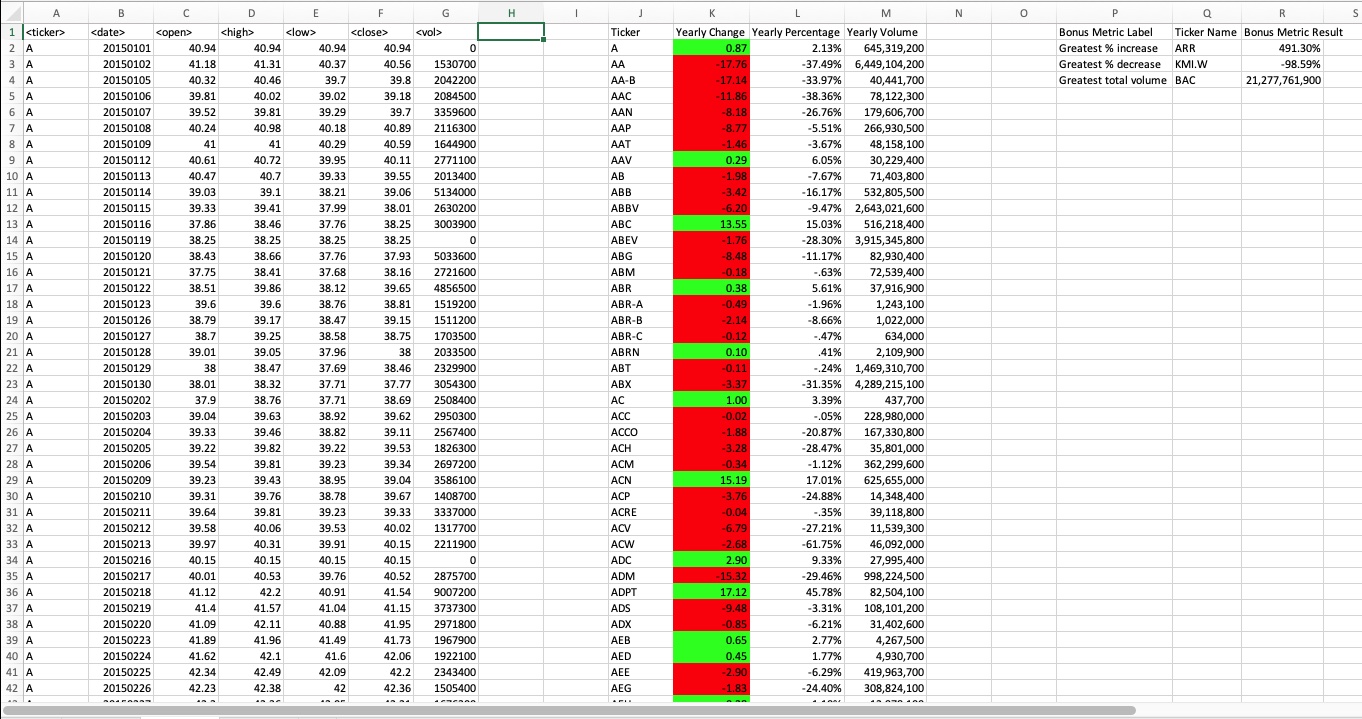 A B C D E F G H I J K L M N O P Q R S
1 <ticker> <date> <open> <high> <low> <close> <vol> Ticker Yearly Change Yearly Percentage Yearly Volume Bonus Metric Label Ticker Name Bonus Metric Result
2 A 20150101 40.94 40.94 40.94 40.94 0 A 0.87 2.13% 645,319,200 Greatest % increase ARR 491.30%
3 A 20150102 41.18 41.31 40.37 40.56 1530700 AA -17.76 -37.49% 6,449,104,200 Greatest % decrease KMI.W -98.59%
4 A 20150105 40.32 40.46 39.7 39.8 2042200 AA-B -17.14 -33.97% 40,441,700 Greatest total volume BAC 21,277,761,900
5 A 20150106 39.81 40.02 39.02 39.18 2084500 AAC -11.86 -38.36% 78,122,300
6 A 20150107 39.52 39.81 39.29 39.7 3359600 AAN -8.18 -26.76% 179,606,700
7 A 20150108 40.24 40.98 40.18 40.89 2116300 AAP -8.77 -5.51% 266,930,500
8 A 20150109 41 41 40.29 40.59 1644900 AAT -1.46 -3.67% 48,158,100
9 A 20150112 40.61 40.72 39.95 40.11 2771100 AAV 0.29 6.05% 30,229,400
10 A 20150113 40.47 40.7 39.33 39.55 2013400 AB -1.98 -7.67% 71,403,800
11 A 20150114 39.03 39.1 38.21 39.06 5134000 ABB -3.42 -16.17% 532,805,500
12 A 20150115 39.33 39.41 37.99 38.01 2630200 ABBV -6.20 -9.47% 2,643,021,600
13 A 20150116 37.86 38.46 37.76 38.25 3003900 ABC 13.55 15.03% 516,218,400
14 A 20150119 38.25 38.25 38.25 38.25 0 ABEV -1.76 -28.30% 3,915,345,800
15 A 20150120 38.43 38.66 37.76 37.93 5033600 ABG -8.48 -11.17% 82,930,400
16 A 20150121 37.75 38.41 37.68 38.16 2721600 ABM -0.18 -.63% 72,539,400
17 A 20150122 38.51 39.86 38.12 39.65 4856500 ABR 0.38 5.61% 37,916,900
18 A 20150123 39.6 39.6 38.76 38.81 1519200 ABR-A -0.49 -1.96% 1,243,100
19 A 20150126 38.79 39.17 38.47 39.15 1511200 ABR-B -2.14 -8.66% 1,022,000
20 A 20150127 38.7 39.25 38.58 38.75 1703500 ABR-C -0.12 -.47% 634,000
21 A 20150128 39.01 39.05 37.96 38 2033500 ABRN 0.10 .41% 2,109,900
22 A 20150129 38 38.47 37.69 38.46 2329900 ABT -0.11 -.24% 1,469,310,700
23 A 20150130 38.01 38.32 37.71 37.77 3054300 ABX -3.37 -31.35% 4,289,215,100
24 A 20150202 37.9 38.76 37.71 38.69 2508400 AC 1.00 3.39% 437,700
25 A 20150203 39.04 39.63 38.92 39.62 2950300 ACC -0.02 -.05% 228,980,000
26 A 20150204 39.33 39.46 38.82 39.11 2567400 ACCO -1.88 -20.87% 167,330,800
27 A 20150205 39.22 39.82 39.22 39.53 1826300 ACH -3.28 -28.47% 35,801,000
28 A 20150206 39.54 39.81 39.23 39.34 2697200 ACM -0.34 -1.12% 362,299,600
29 A 20150209 39.23 39.43 38.95 39.04 3586100 ACN 15.19 17.01% 625,655,000
30 A 20150210 39.31 39.76 38.78 39.67 1408700 ACP -3.76 -24.88% 14,348,400
31 A 20150211 39.64 39.81 39.23 39.33 3337000 ACRE -0.04 -.35% 39,118,800
32 A 20150212 39.58 40.06 39.53 40.02 1317700 ACV -6.79 -27.21% 11,539,300
33 A 20150213 39.97 40.31 39.91 40.15 2211900 ACW -2.68 -61.75% 46,092,000
34 A 20150216 40.15 40.15 40.15 40.15 0 ADC 2.90 9.33% 27,995,400
35 A 20150217 40.01 40.53 39.76 40.52 2875700 ADM -15.32 -29.46% 998,224,500
36 A 20150218 41.12 42.2 40.91 41.54 9007200 ADPT 17.12 45.78% 82,504,100
37 A 20150219 41.4 41.57 41.04 41.15 3737300 ADS -9.48 -3.31% 108,101,200
38 A 20150220 41.09 42.11 40.88 41.95 2971800 ADX -0.85 -6.21% 31,402,600
39 A 20150223 41.89 41.96 41.49 41.73 1967900 AEB 0.65 2.77% 4,267,500
40 A 20150224 41.62 42.1 41.6 42.06 1922100 AED 0.45 1.77% 4,930,700
41 A 20150225 42.34 42.49 42.09 42.2 2343400 AEE -2.90 -6.29% 419,963,700
42 A 20150226 42.23 42.38 42 42.36 1505400 AEG -1.83 -24.40% 308,824,100